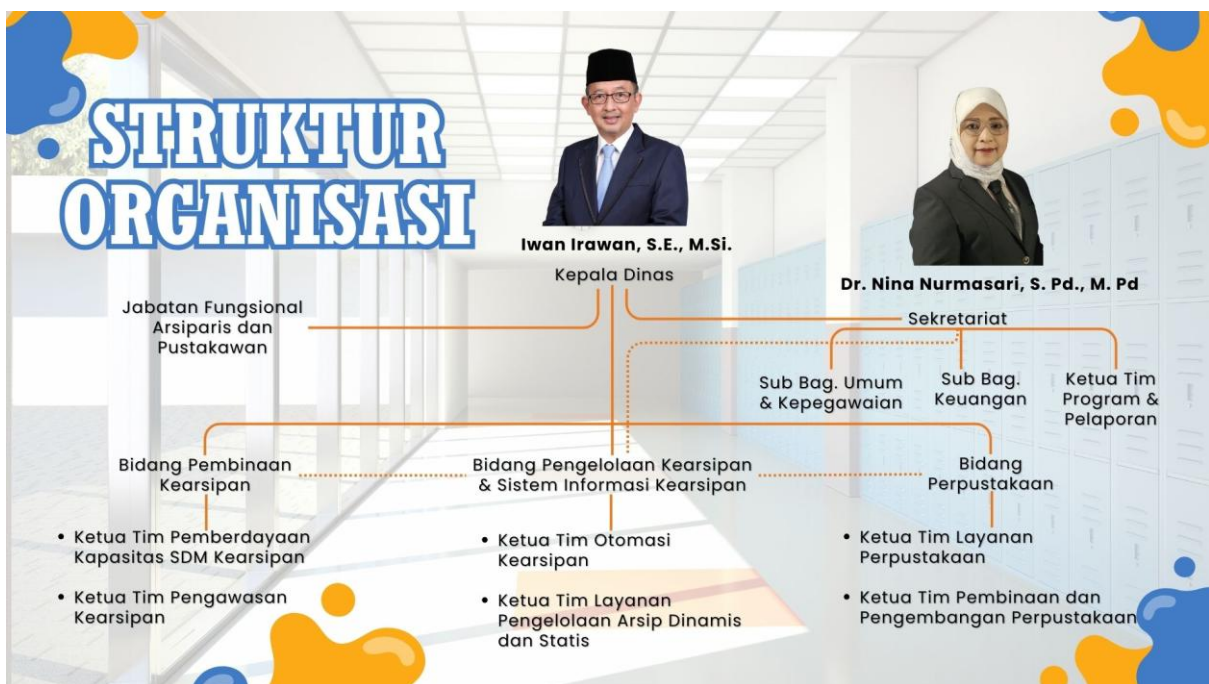 STRUKTUR
ORGANISASI
Iwan Irawan, S.E., M.Si.
Kepala Dinas
Dr. Nina Nurmasari, S. Pd., M. Pd
Sekretariat
Jabatan Fungsional
Arsiparis dan
Pustakawan
Sub Bag. Umum
& Kepegawaian
Sub Bag.
Keuangan
Ketua Tim
Program &
Pelaporan
Bidang Pembinaan
Kearsipan
Bidang Pengelolaan Kearsipan
& Sistem Informasi Kearsipan
Bidang
Perpustakaan
• Ketua Tim Pemberdayaan
Kapasitas SDM Kearsipan
• Ketua Tim Pengawasan
Kearsipan
• Ketua Tim Otomasi
Kearsipan
• Ketua Tim Layanan
Pengelolaan Arsip Dinamis
dan Statis
• Ketua Tim Layanan
Perpustakaan
• Ketua Tim Pembinaan dan
Pengembangan Perpustakaan